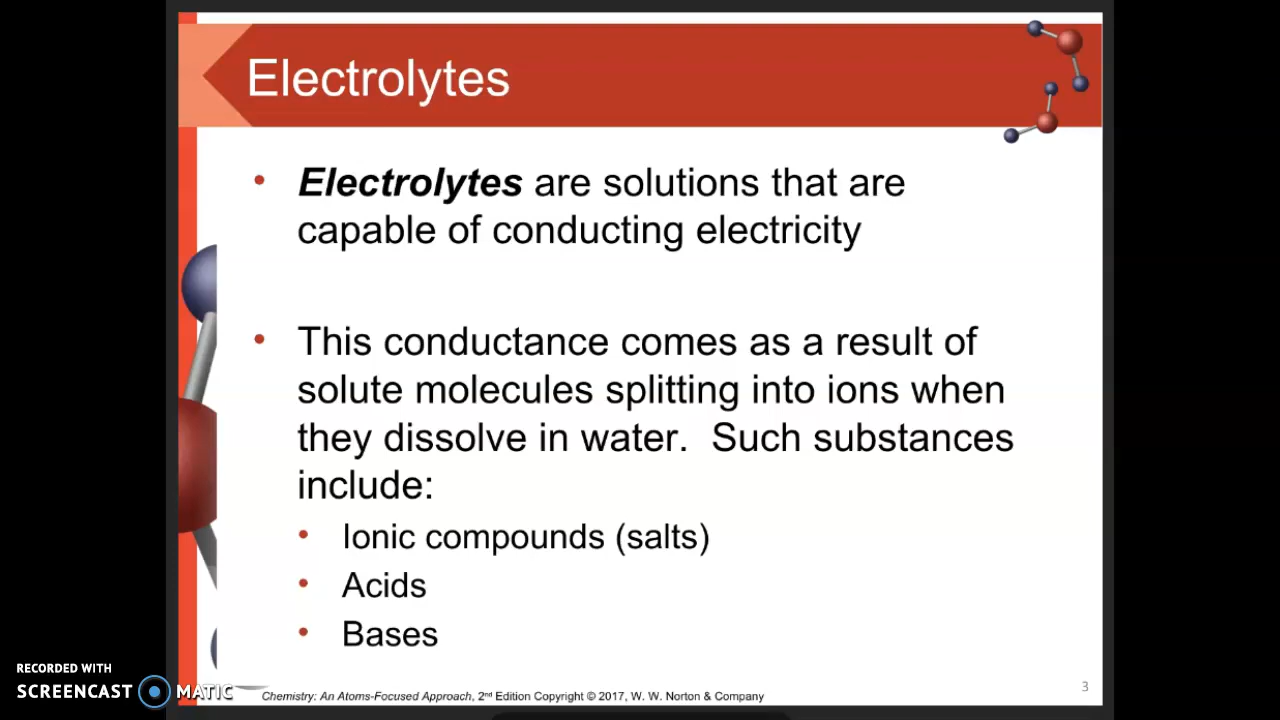 Electrolytes
• Electrolytes are solutions that are
capable of conducting electricity
• This conductance comes as a result of
solute molecules splitting into ions when
they dissolve in water.  Such substances
include:
• Ionic compounds (salts)
• Acids
• Bases
Chemistry: An Atoms-Focused Approach, 2nd Edition Copyright © 2017, W. W. Norton & Company
3
RECORDED WITH
SCREENCAST MATIC